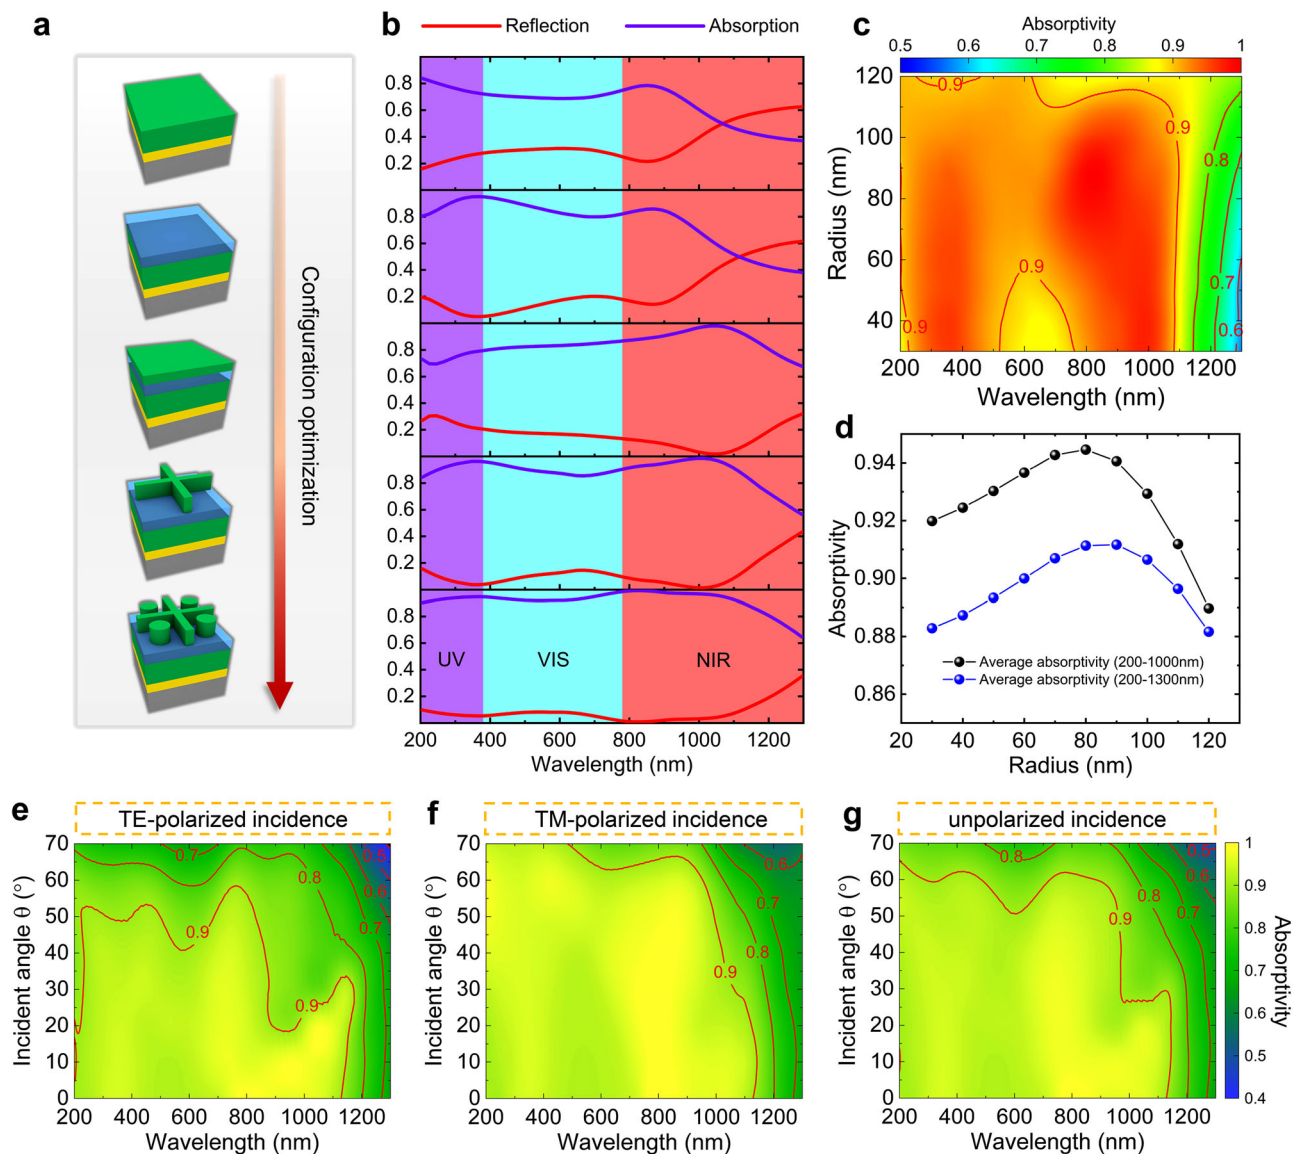 a
Configuration optimization
b
Reflection
Absorption
0.8
0.6
0.4
0.2
0.8
0.6
0.4
0.2
0.8
0.6
0.4
0.2
0.8
0.6
0.4
0.2
0.8
0.6
0.4
0.2
UV
VIS
NIR
200 400 600 800 1000 1200
Wavelength (nm)
c
Absorptivity
0.5 0.6 0.7 0.8 0.9 1
120
100
80
60
40
Radius (nm)
0.9
0.9
0.8
0.9
0.7
0.9
0.6
200 400 600 800 1000 1200
Wavelength (nm)
d
0.94
0.92
0.90
0.88
0.86
Absorptivity
Average absorptivity (200-1000nm)
Average absorptivity (200-1300nm)
20 40 60 80 100 120
Radius (nm)
e
TE-polarized incidence
70
60
50
40
30
20
10
0
Incident angle θ (°)
0.7
0.5
0.8
0.6
0.7
0.9
0.9
200 400 600 800 1000 1200
Wavelength (nm)
f
TM-polarized incidence
70
60
50
40
30
20
10
0
Incident angle θ (°)
0.6
0.7
0.8
0.9
200 400 600 800 1000 1200
Wavelength (nm)
g
unpolarized incidence
70
60
50
40
30
20
10
0
Incident angle θ (°)
0.8
0.5
0.6
0.7
0.9
200 400 600 800 1000 1200
Wavelength (nm)
1
0.9
0.8
0.7
0.6
0.5
0.4
Absorptivity